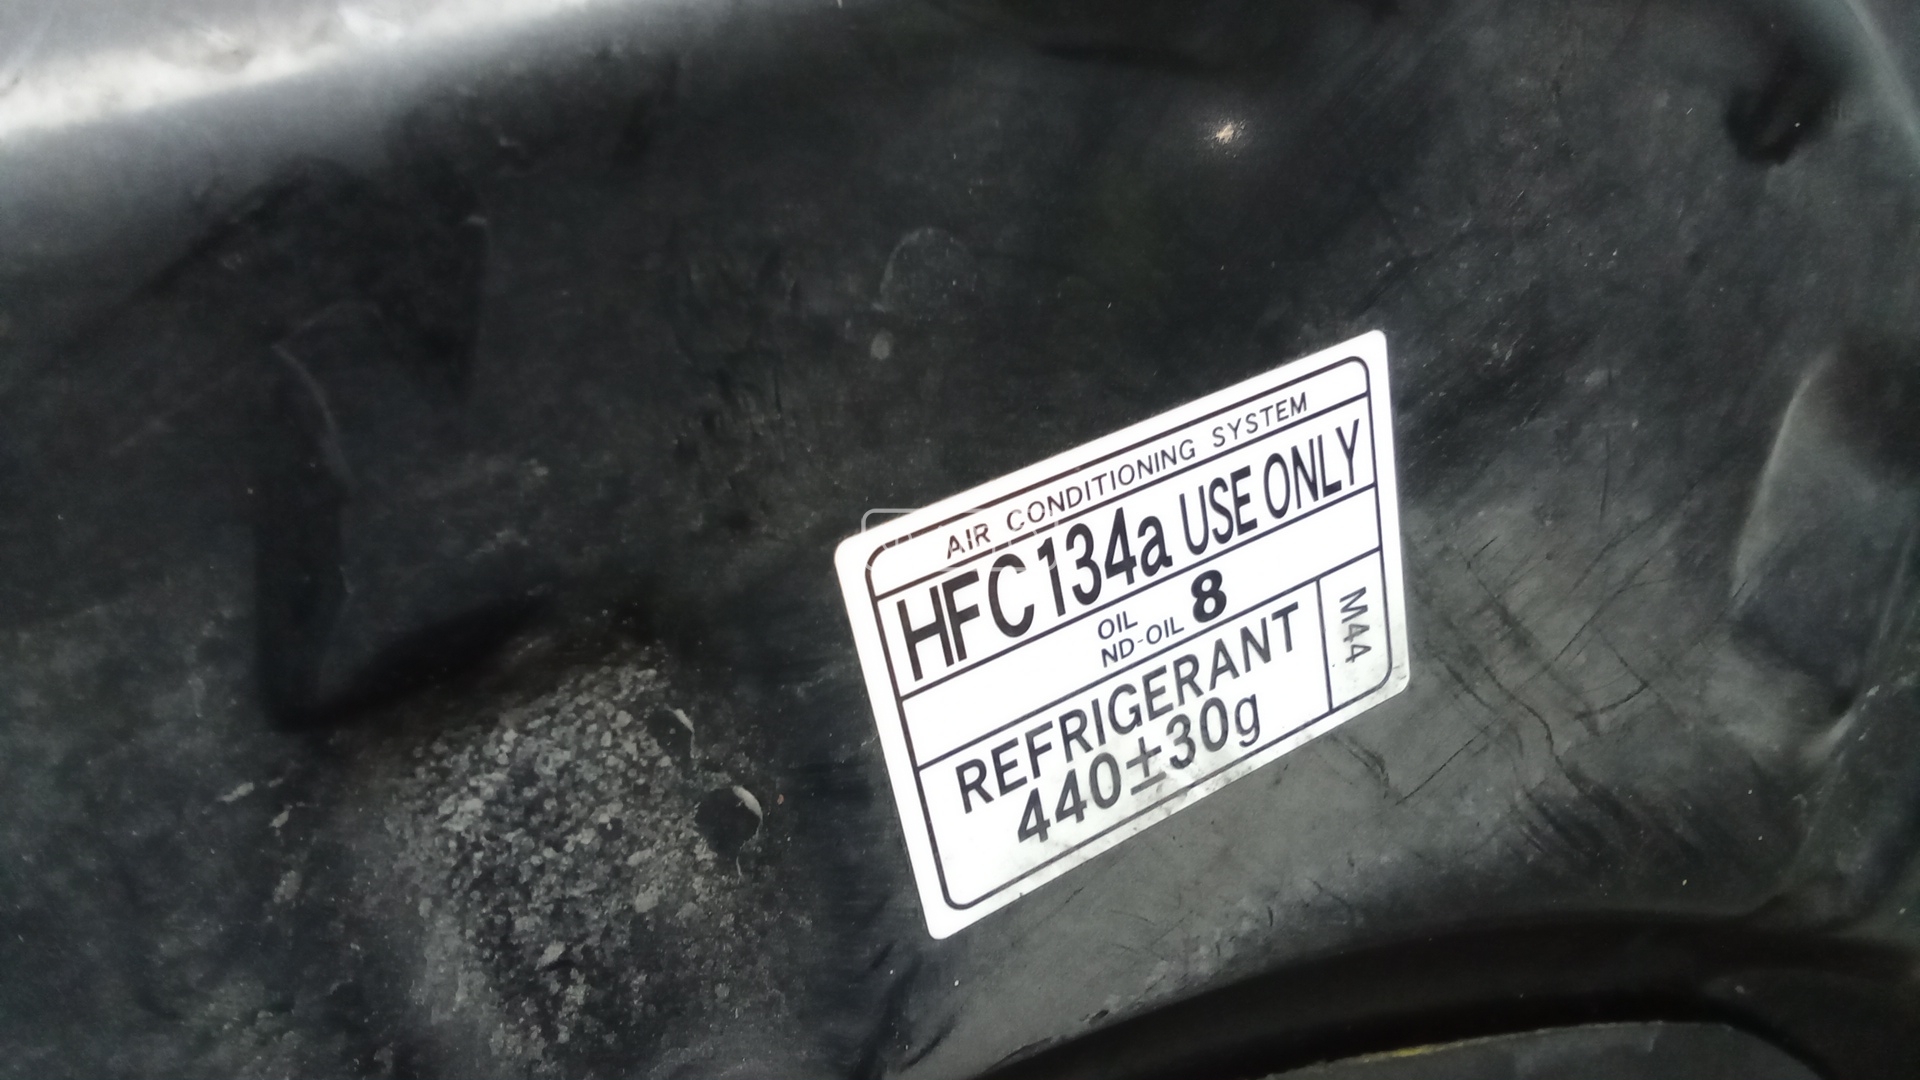 AIR CONDITIONING SYSTEM
HFC134a USE ONLY
OIL
ND-OIL 8
REFRIGERANT
440±30g
M44